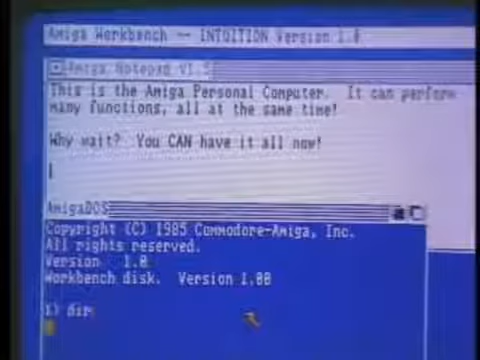 Amiga Workbench -- INTUITION Version 1.0
Amiga Notepad V1.5
This is the Amiga Personal Computer.  It can perform
many functions, all at the same time!
Why wait?  You CAN have it all now!
AmigaDOS
Copyright (C) 1985 Commodore-Amiga, Inc.
All rights reserved.
Version   1.0
Workbench disk.  Version 1.00
1> dir